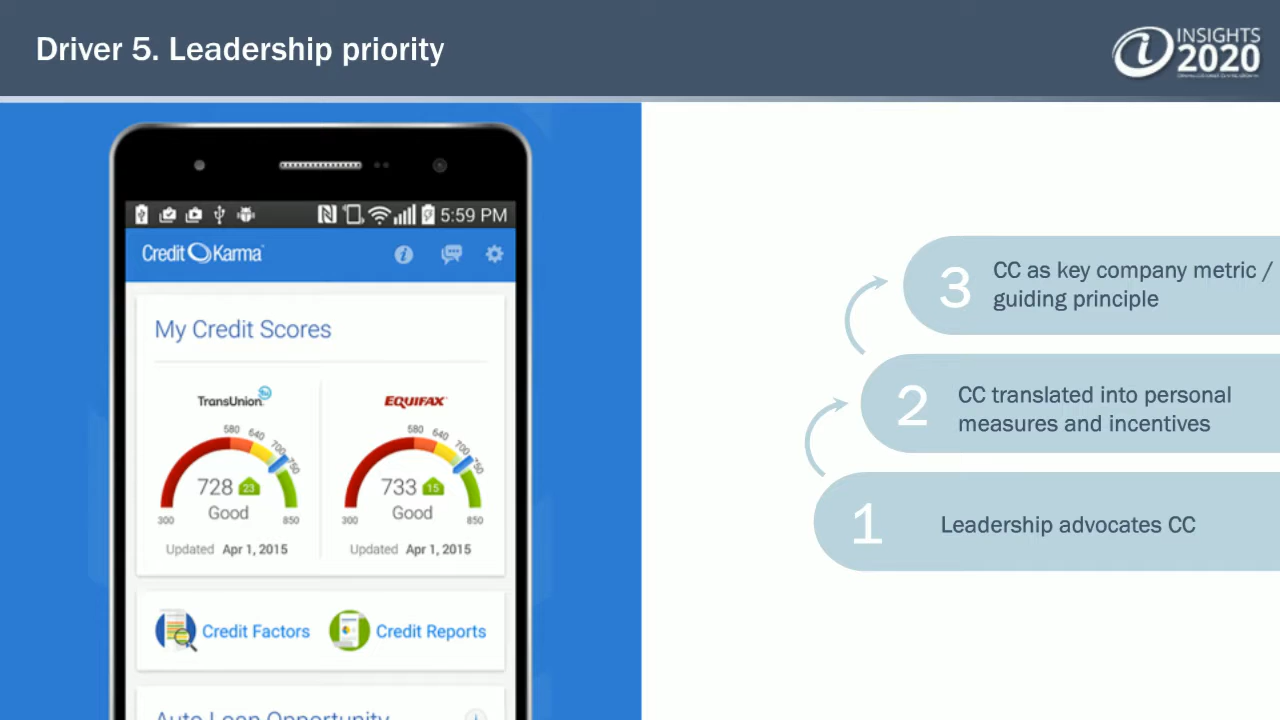 Driver 5. Leadership priority
INSIGHTS
2020
5:59 PM
Credit Karma
My Credit Scores
TransUnion
EQUIFAX
580 640 700 750
580 640 700 750
728 23
733 15
Good
Good
300 850
300 850
Updated Apr 1, 2015
Updated Apr 1, 2015
Credit Factors
Credit Reports
Auto Loan Opportunity
3
CC as key company metric /
guiding principle
2
CC translated into personal
measures and incentives
1
Leadership advocates CC